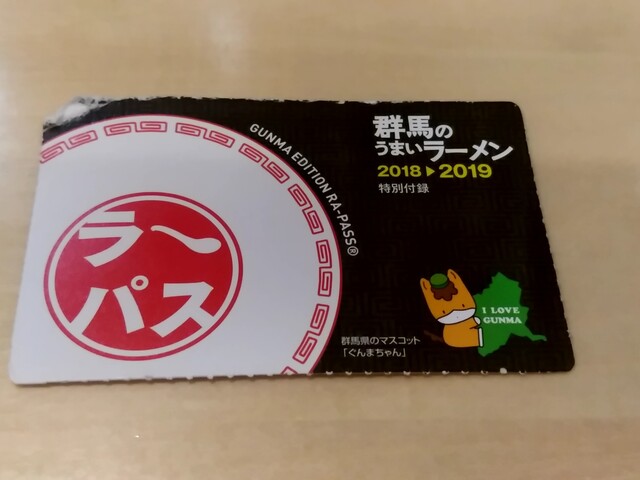 GUNMA EDITION RA-PASS®
ラー
パス
群馬の
うまいラーメン
2018▶2019
特別付録
I LOVE
GUNMA
群馬県のマスコット
「ぐんまちゃん」